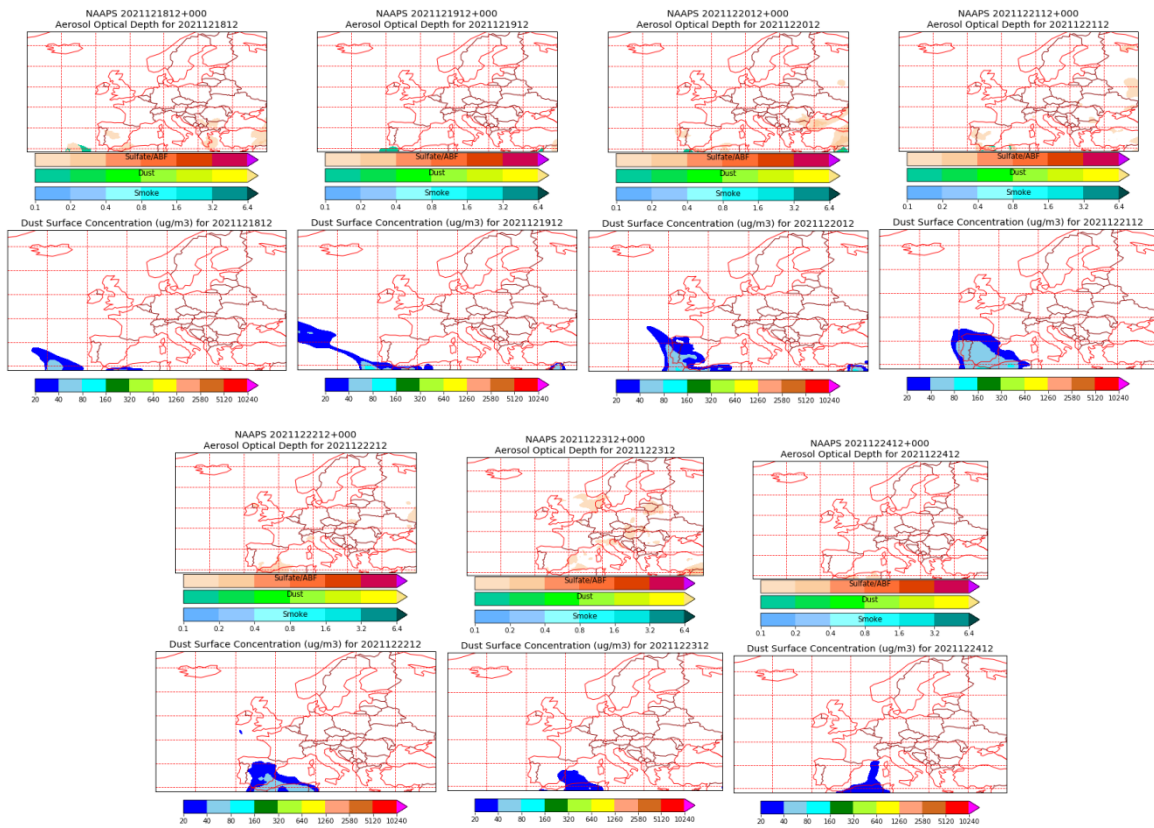 NAAPS 2021121812+000
Aerosol Optical Depth for 2021121812
Sulfate/ABF
Dust
Smoke
0.1 0.2 0.4 0.8 1.6 3.2 6.4
Dust Surface Concentration (ug/m3) for 2021121812
20 40 80 160 320 640 1260 2580 5120 10240
NAAPS 2021121912+000
Aerosol Optical Depth for 2021121912
Sulfate/ABF
Dust
Smoke
0.1 0.2 0.4 0.8 1.6 3.2 6.4
Dust Surface Concentration (ug/m3) for 2021121912
20 40 80 160 320 640 1260 2580 5120 10240
NAAPS 2021122012+000
Aerosol Optical Depth for 2021122012
Sulfate/ABF
Dust
Smoke
0.1 0.2 0.4 0.8 1.6 3.2 6.4
Dust Surface Concentration (ug/m3) for 2021122012
20 40 80 160 320 640 1260 2580 5120 10240
NAAPS 2021122112+000
Aerosol Optical Depth for 2021122112
Sulfate/ABF
Dust
Smoke
0.1 0.2 0.4 0.8 1.6 3.2 6.4
Dust Surface Concentration (ug/m3) for 2021122112
20 40 80 160 320 640 1260 2580 5120 10240
NAAPS 2021122212+000
Aerosol Optical Depth for 2021122212
Sulfate/ABF
Dust
Smoke
0.1 0.2 0.4 0.8 1.6 3.2 6.4
Dust Surface Concentration (ug/m3) for 2021122212
20 40 80 160 320 640 1260 2580 5120 10240
NAAPS 2021122312+000
Aerosol Optical Depth for 2021122312
Sulfate/ABF
Dust
Smoke
0.1 0.2 0.4 0.8 1.6 3.2 6.4
Dust Surface Concentration (ug/m3) for 2021122312
20 40 80 160 320 640 1260 2580 5120 10240
NAAPS 2021122412+000
Aerosol Optical Depth for 2021122412
Sulfate/ABF
Dust
Smoke
0.1 0.2 0.4 0.8 1.6 3.2 6.4
Dust Surface Concentration (ug/m3) for 2021122412
20 40 80 160 320 640 1260 2580 5120 10240